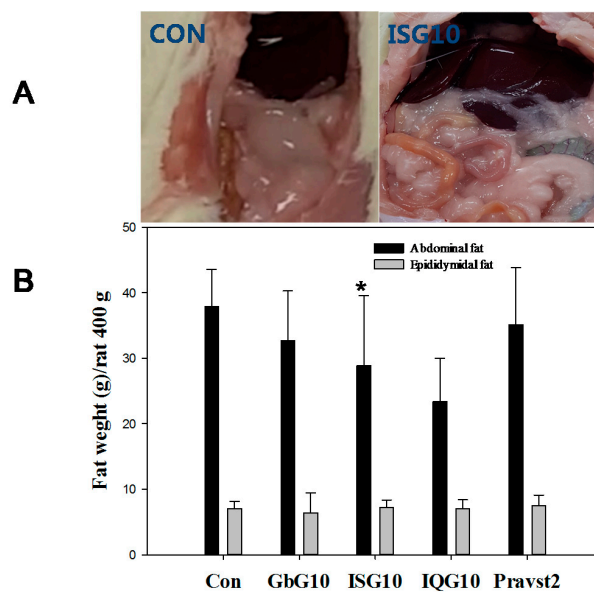 A
CON
ISG10
B
50
40
30
20
10
0
Fat weght (g)/rat 400 g
Abdominal fat
Epididymidal fat
*
Con GbG10 ISG10 IQG10 Pravst2